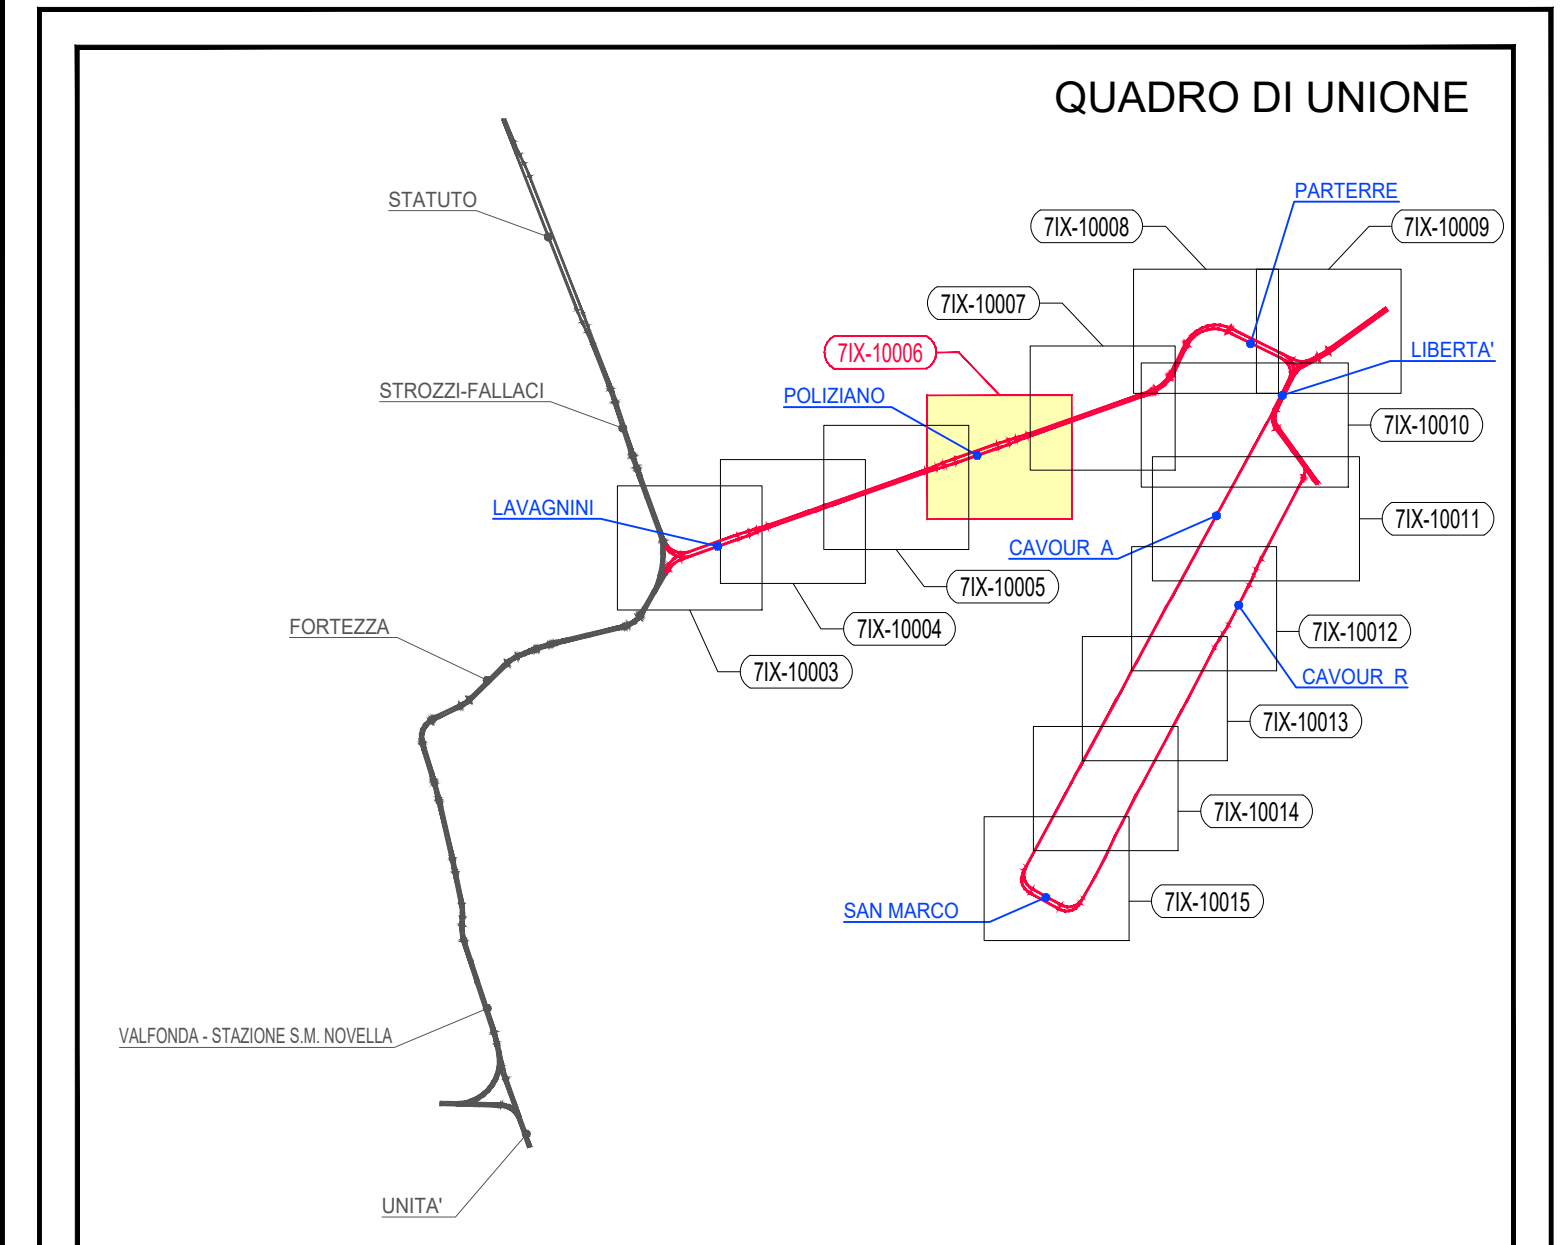 QUADRO DI UNIONE
PARTERRE
STATUTO
7IX-10008
7IX-10009
7IX-10007
7IX-10006
LIBERTA'
STROZZI-FALLACI
POLIZIANO
7IX-10010
LAVAGNINI
7IX-10011
CAVOUR A
7IX-10005
FORTEZZA
7IX-10004
7IX-10012
7IX-10003
CAVOUR R
7IX-10013
7IX-10014
7IX-10015
SAN MARCO
VALFONDA - STAZIONE S.M. NOVELLA
UNITA'